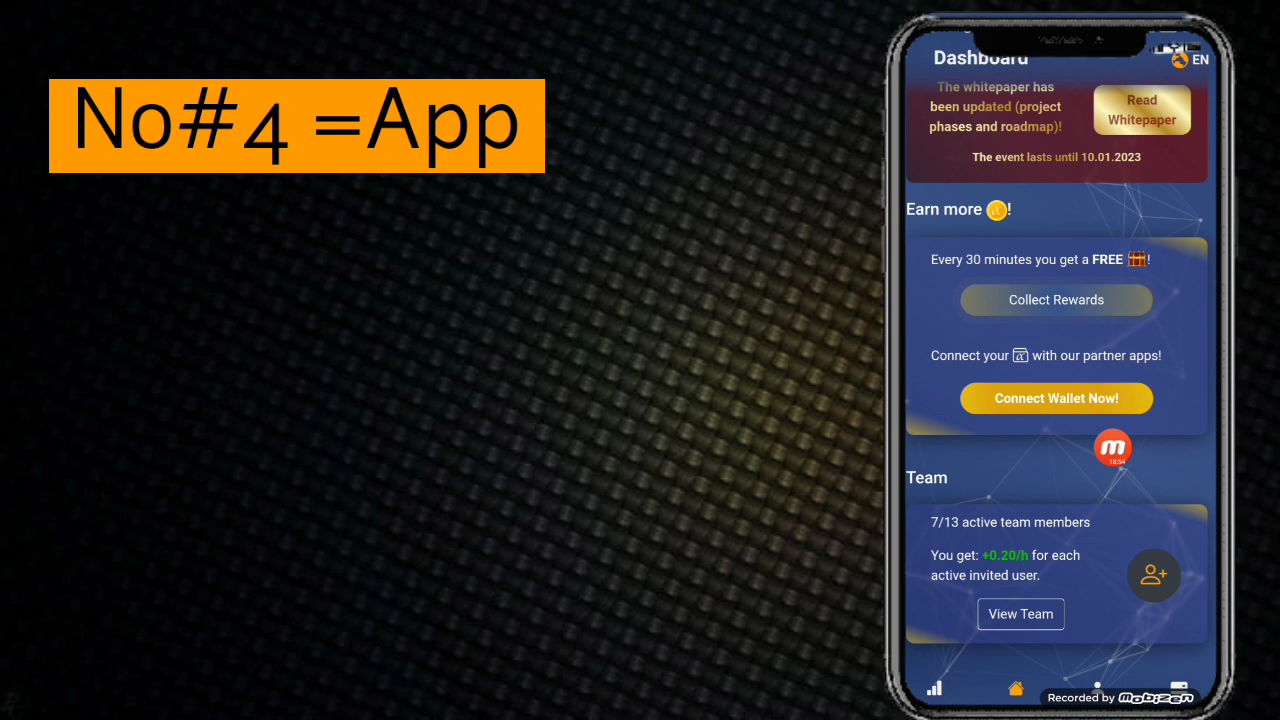 No#4 =App
Dashboard
EN
The whitepaper has
been updated (project
phases and roadmap)!
Read
Whitepaper
The event lasts until 10.01.2023
Earn more !
Every 30 minutes you get a FREE !
Collect Rewards
Connect your with our partner apps!
Connect Wallet Now!
m
18:54
Team
7/13 active team members
You get: +0.20/h for each
active invited user.
View Team
Recorded by mobizen